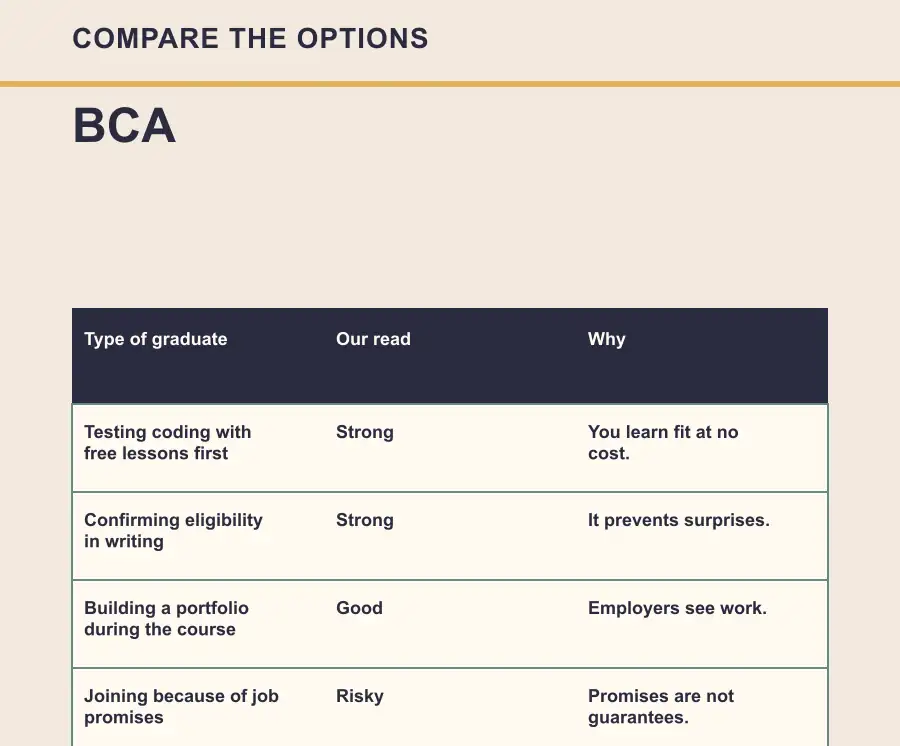 COMPARE THE OPTIONS
BCA
Type of graduate Our read Why
Testing coding with Strong You learn fit at no
free lessons first cost.
Confirming eligibility Strong It prevents surprises.
in writing
Building a portfolio Good Employers see work.
during the course
Joining because of job Risky Promises are not
promises guarantees.